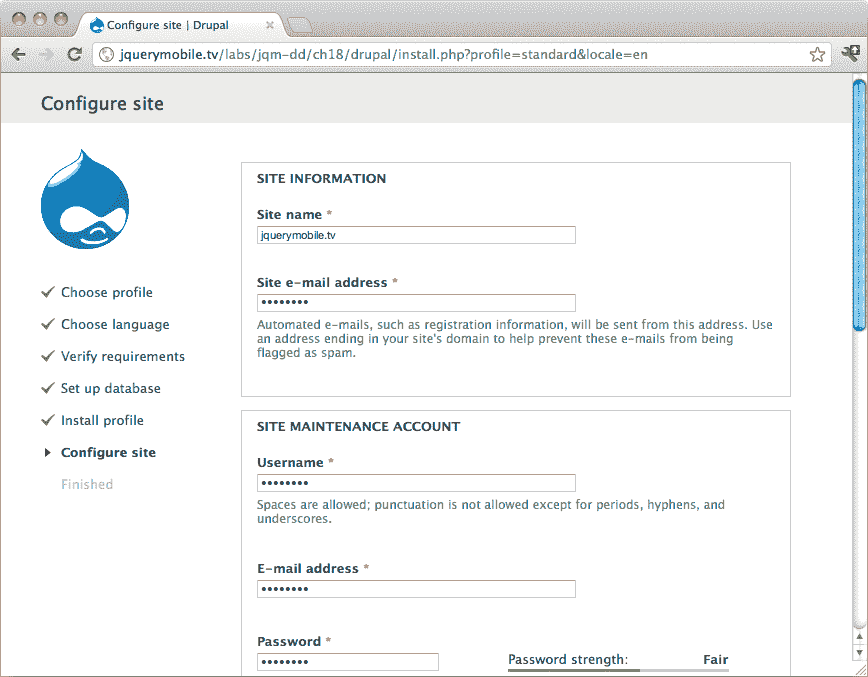 Configure site | Drupal
jquerymobile.tv/labs/jqm-dd/ch18/drupal/install.php?profile=standard&locale=en
Configure site
Choose profile
Choose language
Verify requirements
Set up database
Install profile
Configure site
Finished
SITE INFORMATION
Site name *
jquerymobile.tv
Site e-mail address *
••••••••
Automated e-mails, such as registration information, will be sent from this address. Use
an address ending in your site's domain to help prevent these e-mails from being
flagged as spam.
SITE MAINTENANCE ACCOUNT
Username *
••••••••
Spaces are allowed; punctuation is not allowed except for periods, hyphens, and
underscores.
E-mail address *
••••••••
Password *
••••••••
Password strength: Fair